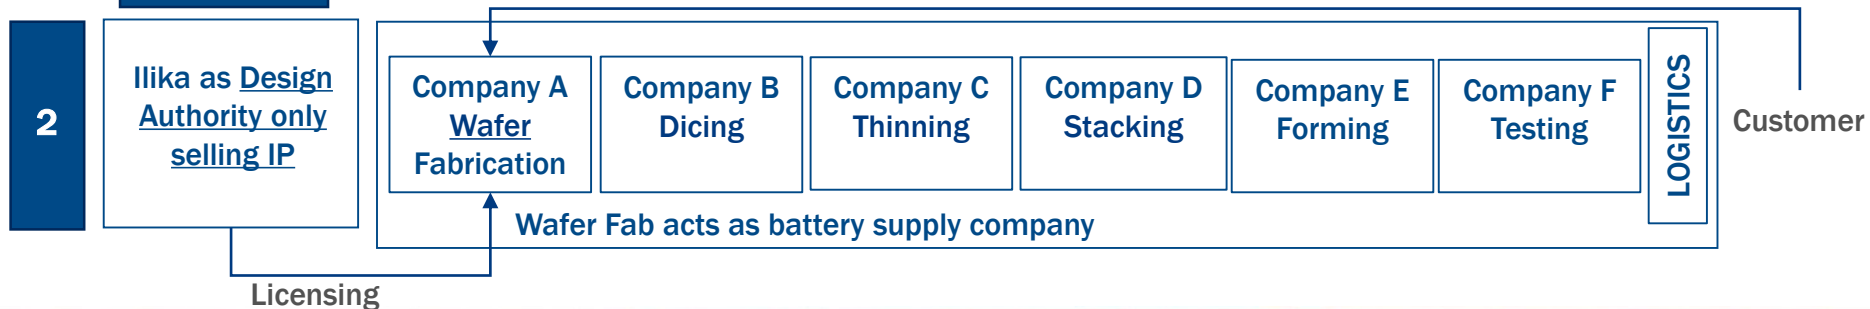 2
Ilika as Design
Authority only
selling IP
Company A
Wafer
Fabrication
Company B
Dicing
Company C
Thinning
Company D
Stacking
Company E
Forming
Company F
Testing
LOGISTICS
Customer
Wafer Fab acts as battery supply company
Licensing